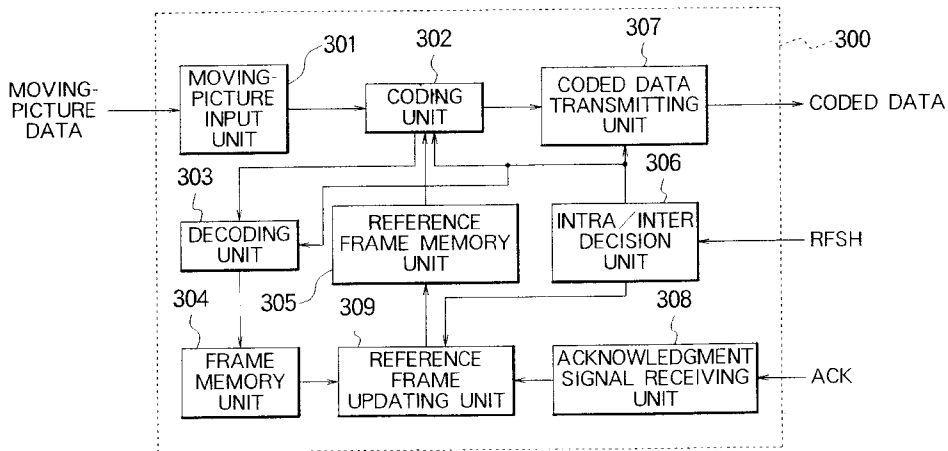 301
302
307
300
MOVING-
PICTURE
DATA
MOVING-
PICTURE
INPUT
UNIT
CODING
UNIT
CODED DATA
TRANSMITTING
UNIT
CODED DATA
303
306
DECODING
UNIT
REFERENCE
FRAME MEMORY
UNIT
INTRA/INTER
DECISION
UNIT
RFSH
304
305
309
308
FRAME
MEMORY
UNIT
REFERENCE
FRAME
UPDATING UNIT
ACKNOWLEDGMENT
SIGNAL RECEIVING
UNIT
ACK